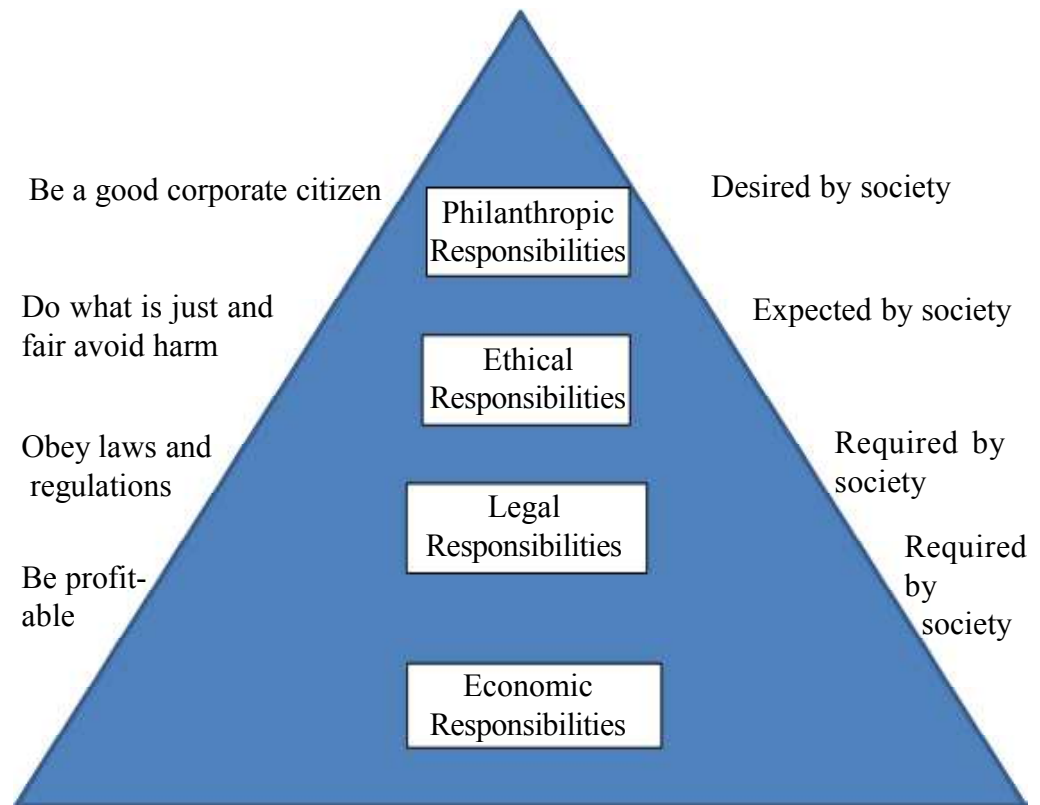 Be a good corporate citizen
Desired by society
Philanthropic
Responsibilities
Do what is just and
fair avoid harm
Expected by society
Ethical
Responsibilities
Obey laws and
regulations
Required by
society
Legal
Responsibilities
Be profit-
able
Required
by
society
Economic
Responsibilities